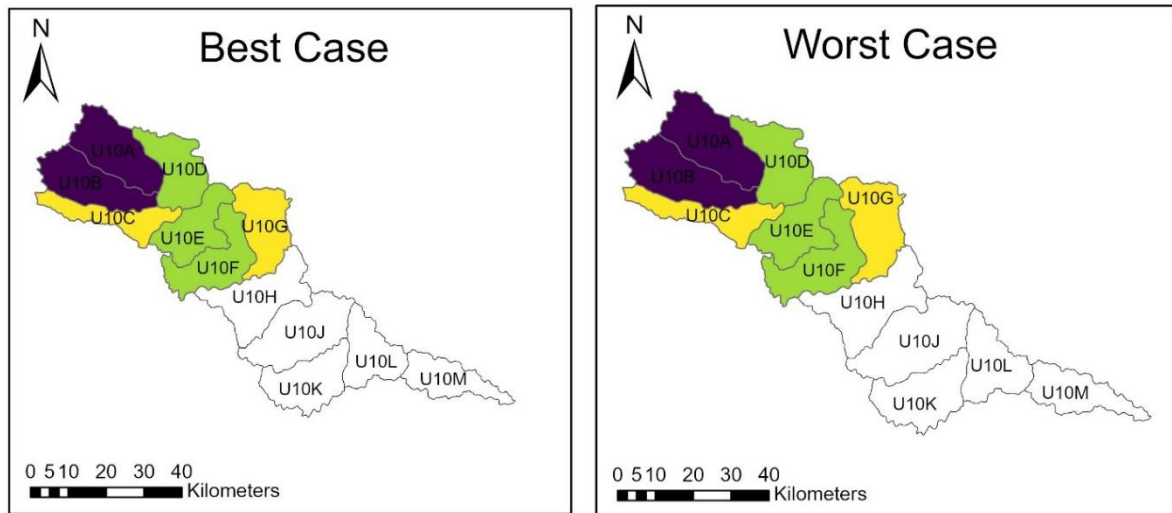 Best Case
N
U10A
U10D
U10B
U10C
U10G
U10E
U10F
U10H
U10J
U10L
U10M
U10K
0 5 10 20 30 40
Kilometers
Worst Case
N
U10A
U10D
U10B
U10G
U10C
U10E
U10F
U10H
U10J
U10L
U10M
U10K
0 5 10 20 30 40
Kilometers